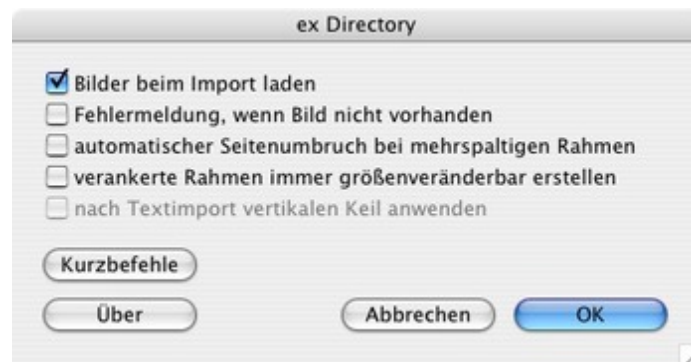 ex Directory
Bilder beim Import laden
Fehlermeldung, wenn Bild nicht vorhanden
automatischer Seitenumbruch bei mehrspaltigen Rahmen
verankerte Rahmen immer größenveränderbar erstellen
nach Textimport vertikalen Keil anwenden
Kurzbefehle
Über Abbrechen OK